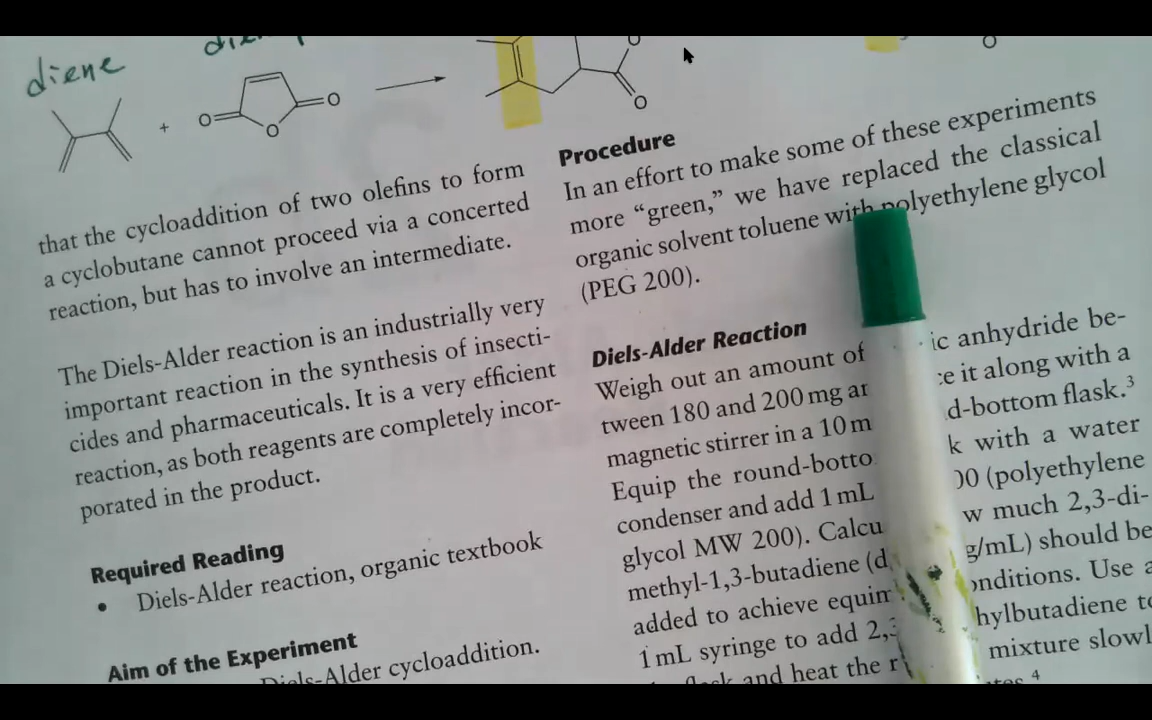 diene
O
O
O
+
O
O
O
that the cycloaddition of two olefins to form
a cyclobutane cannot proceed via a concerted
reaction, but has to involve an intermediate.
The Diels-Alder reaction is an industrially very
important reaction in the synthesis of insecti-
cides and pharmaceuticals. It is a very efficient
reaction, as both reagents are completely incor-
porated in the product.
Required Reading
• Diels-Alder reaction, organic textbook
Aim of the Experiment
Diels-Alder cycloaddition.
Procedure
In an effort to make some of these experiments
more “green,” we have replaced the classical
organic solvent toluene with polyethylene glycol
(PEG 200).
Diels-Alder Reaction
Weigh out an amount of ic anhydride be-
tween 180 and 200 mg it along with a
magnetic stirrer in a 10 d-bottom flask.³
Equip the round-botto k with a water
condenser and add 1 mL 00 (polyethylene
glycol MW 200). Calcu w much 2,3-di-
methyl-1,3-butadiene (d g/mL) should be
added to achieve equim onditions. Use a
1 mL syringe to add 2,3 hylbutadiene to
and heat the mixture slowl
4